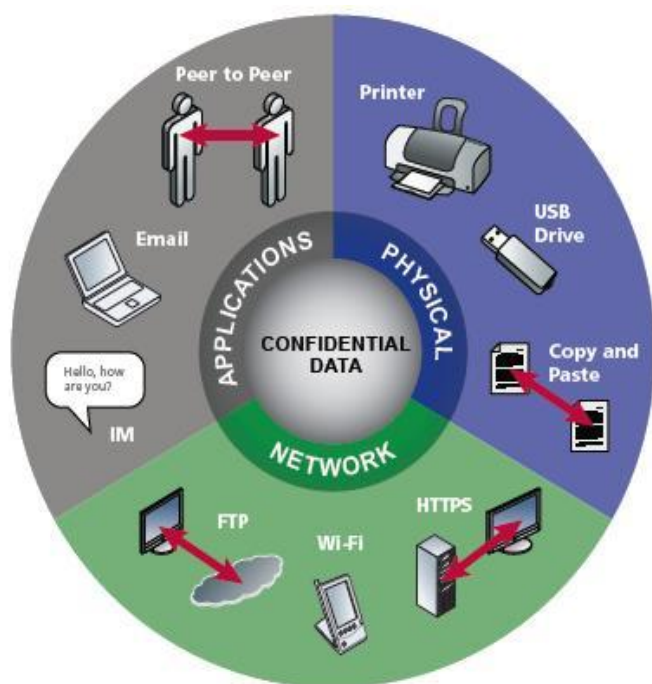 Peer to Peer
Email
Hello, how
are you?
IM
APPLICATIONS
Printer
USB
Drive
Copy and
Paste
PHYSICAL
CONFIDENTIAL
DATA
NETWORK
FTP
Wi-Fi
HTTPS